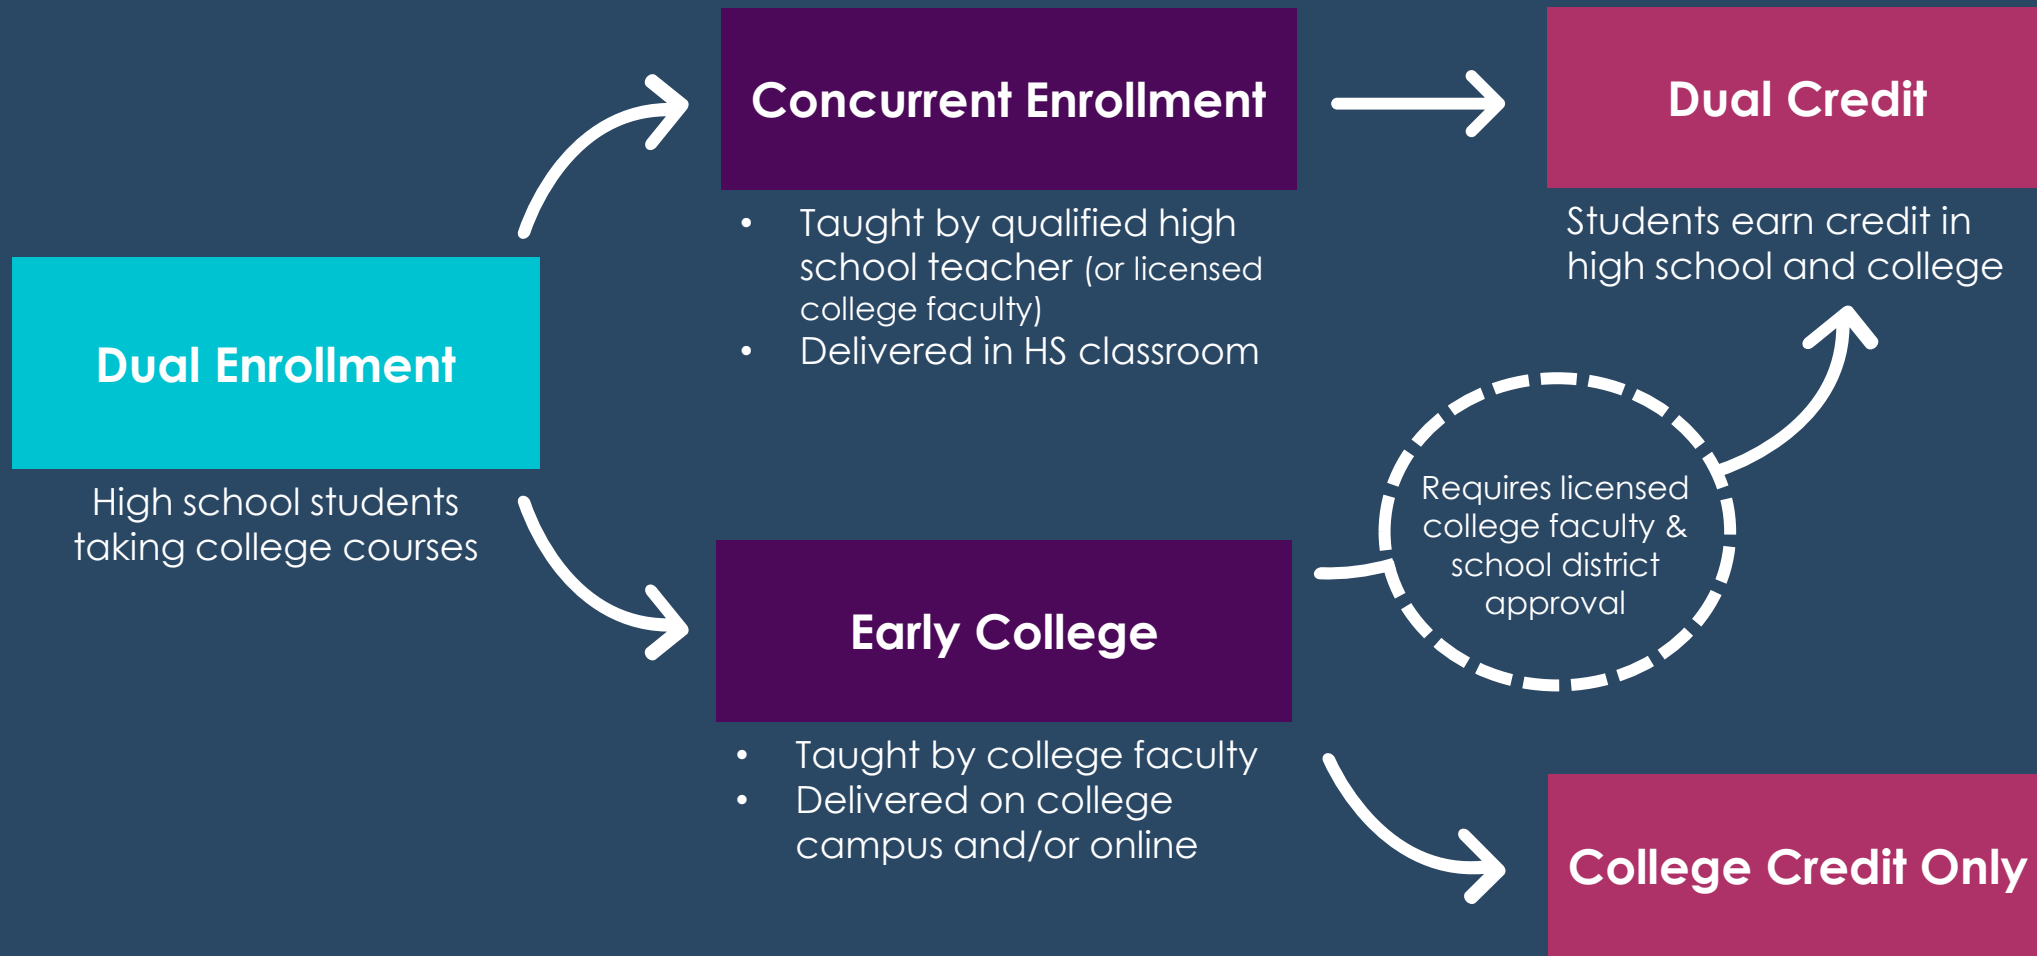 Dual Enrollment
High school students
taking college courses
Concurrent Enrollment
• Taught by qualified high
school teacher (or licensed
college faculty)
• Delivered in HS classroom
Dual Credit
Students earn credit in
high school and college
Early College
• Taught by college faculty
• Delivered on college
campus and/or online
Requires licensed
college faculty &
school district
approval
College Credit Only